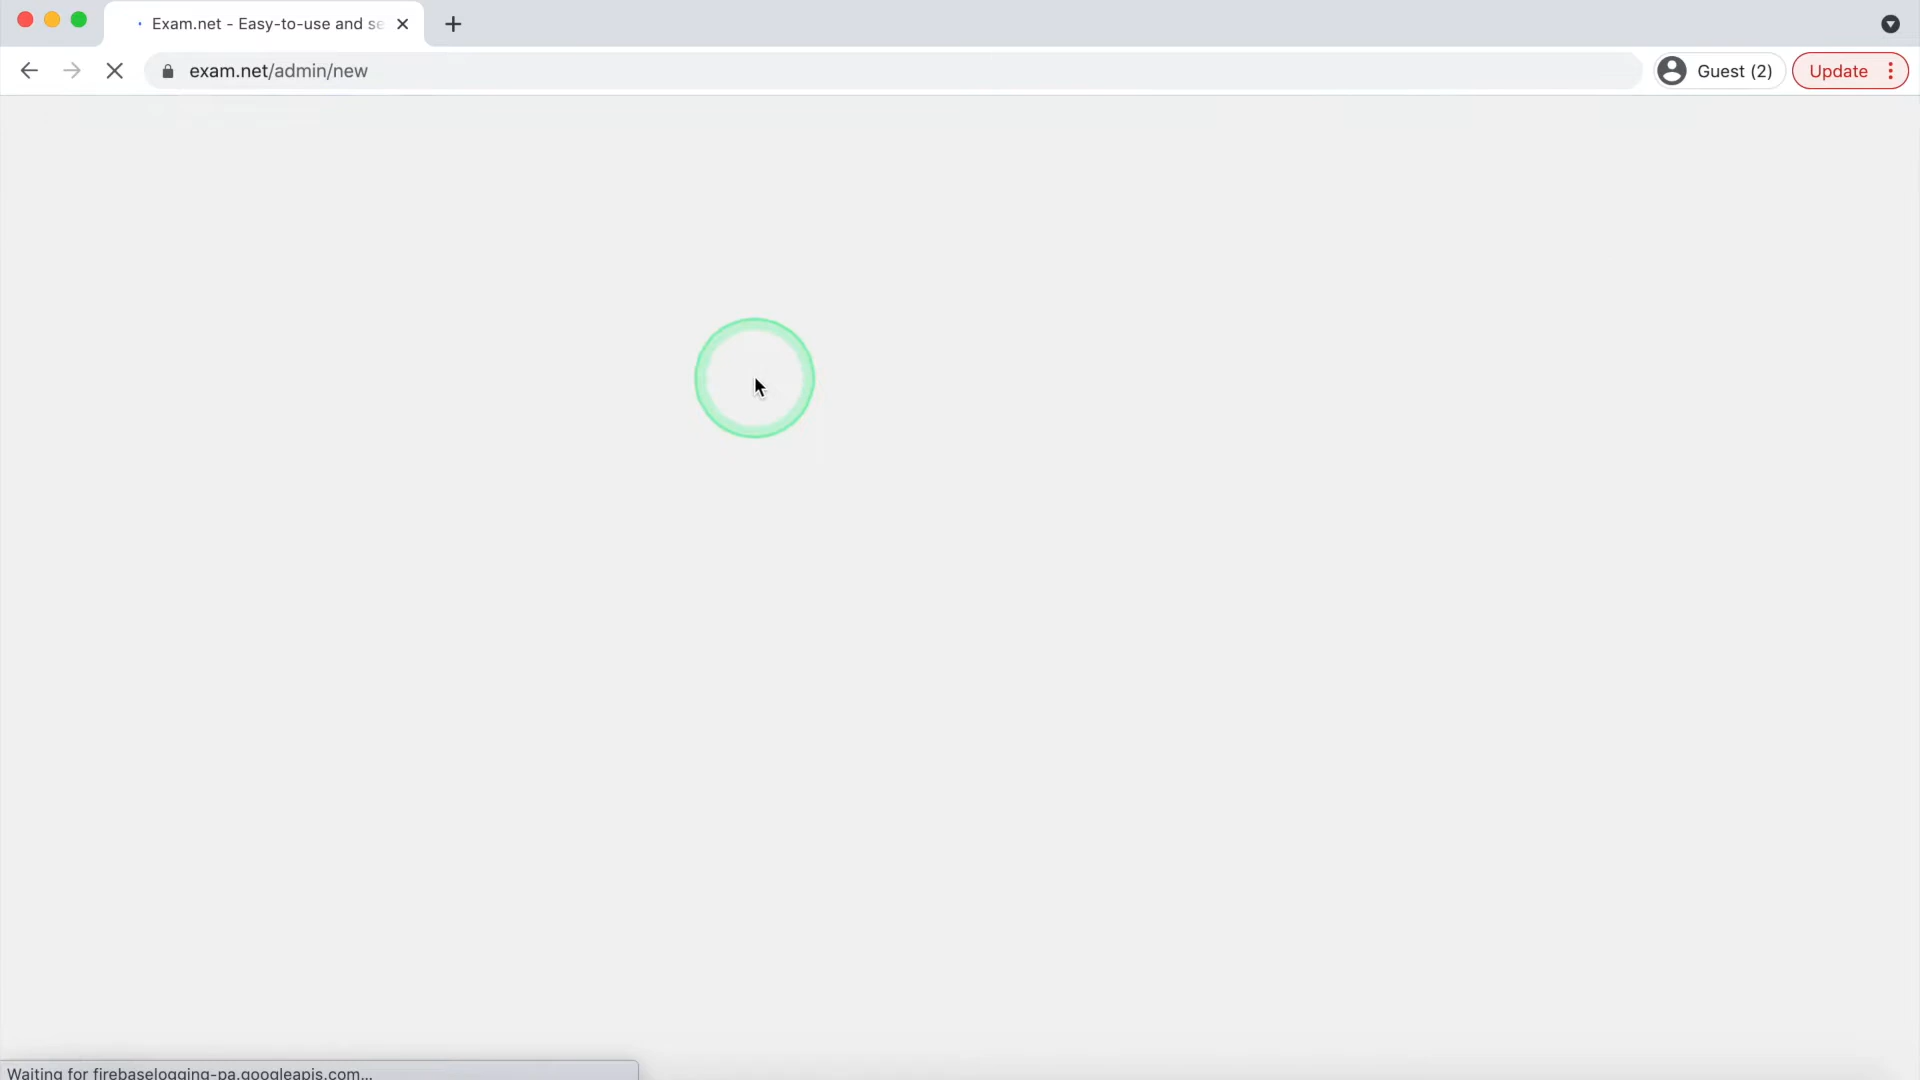 Exam.net - Easy-to-use and se
exam.net/admin/new
Guest (2)
Update
Waiting for firebaselogging-pa.googleapis.com...